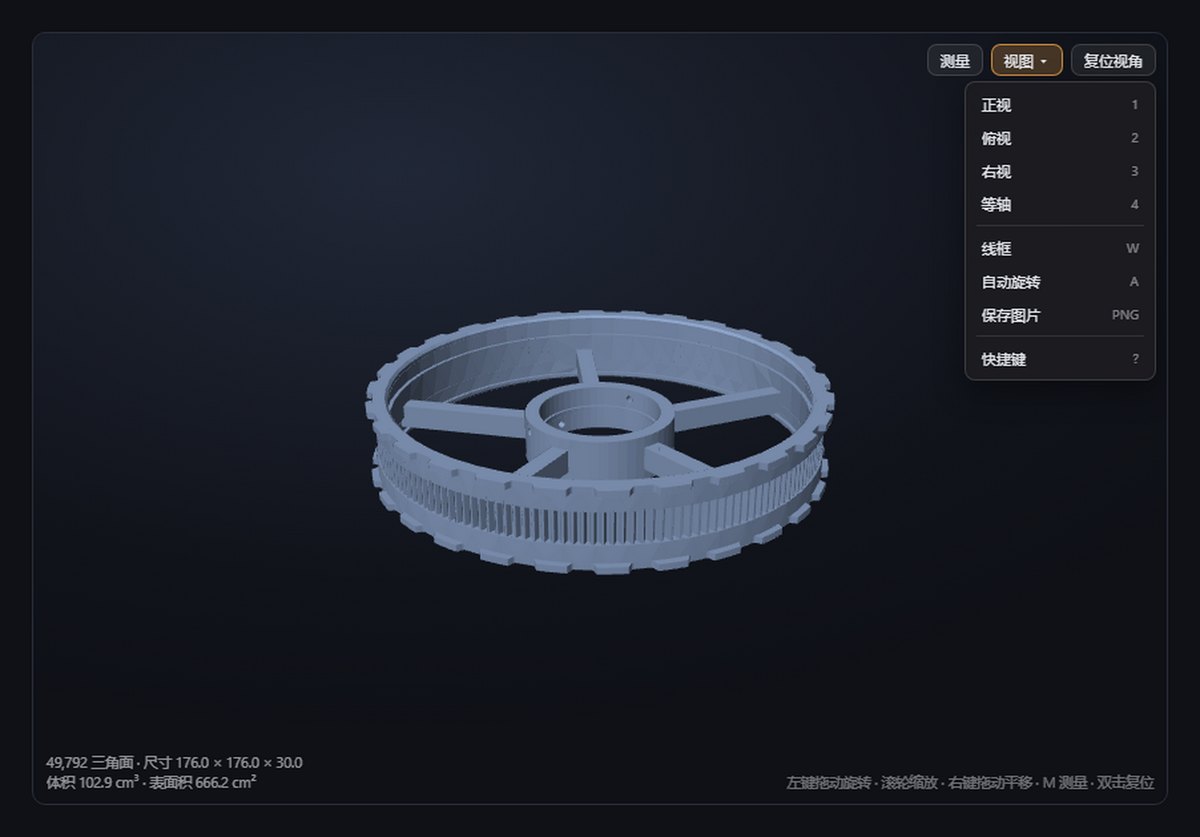 测量 视图 复位视角
正视 1
俯视 2
右视 3
等轴 4
线框 W
自动旋转 A
保存图片 PNG
快捷键 ?
49,792 三角面 · 尺寸 176.0 × 176.0 × 30.0
体积 102.9 cm³ · 表面积 666.2 cm²
左键拖动旋转 · 滚轮缩放 · 右键拖动平移 · M 测量 · 双击复位